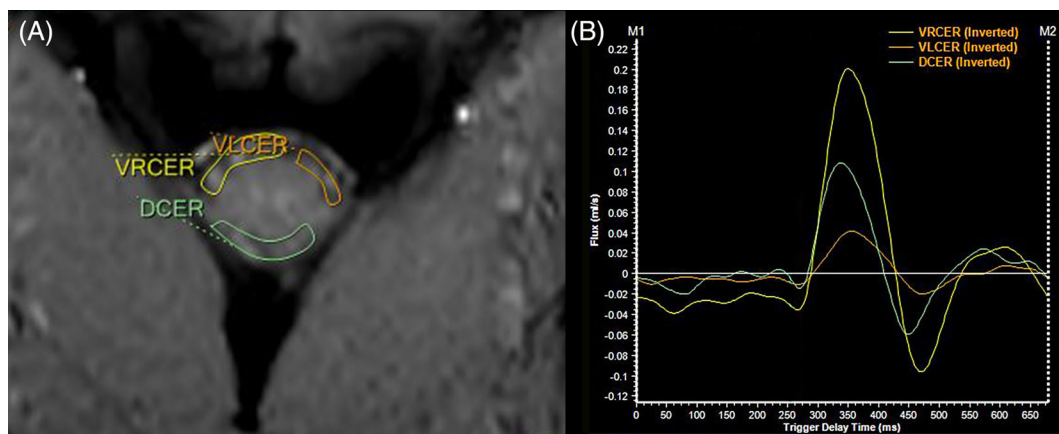 (A)
VLCER
VRCER
DCER
(B)
M1
M2
VRCER (Inverted)
VLCER (Inverted)
DCER (Inverted)
Flux (ml/s)
0.22
0.2
0.18
0.16
0.14
0.12
0.1
0.08
0.06
0.04
0.02
0
-0.02
-0.04
-0.06
-0.08
-0.1
-0.12
0 50 100 150 200 250 300 350 400 450 500 550 600 650
Trigger Delay Time (ms)